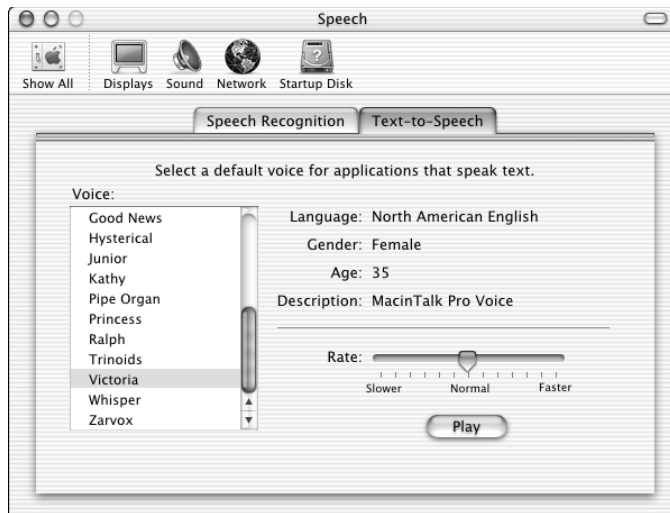 Speech
Show All Displays Sound Network Startup Disk
Speech Recognition Text-to-Speech
Select a default voice for applications that speak text.
Voice:
Good News
Hysterical
Junior
Kathy
Pipe Organ
Princess
Ralph
Trinoids
Victoria
Whisper
Zarvox
Language: North American English
Gender: Female
Age: 35
Description: MacinTalk Pro Voice
Rate:
Slower Normal Faster
Play